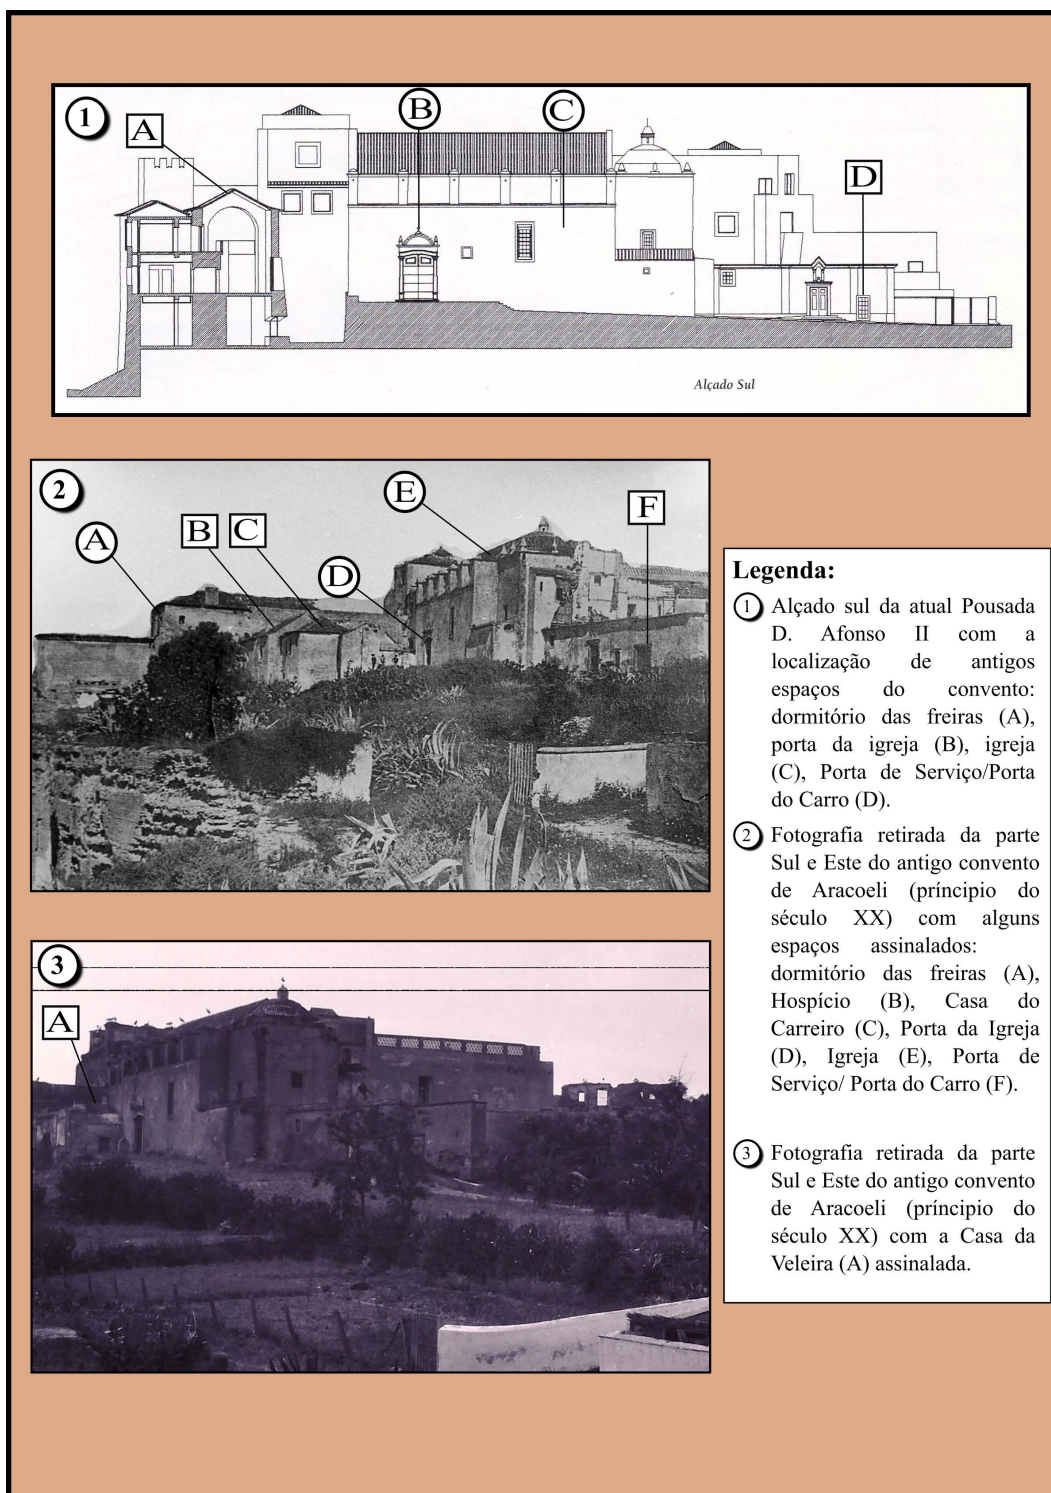 1
A
B
C
D
Alçado Sul
2
A
B
C
D
E
F
3
A
Legenda:
1 Alçado sul da atual Pousada
D. Afonso II com a
localização de antigos
espaços do convento:
dormitório das freiras (A),
porta da igreja (B), igreja
(C), Porta de Serviço/Porta
do Carro (D).
2 Fotografia retirada da parte
Sul e Este do antigo convento
de Aracoeli (príncipio do
século XX) com alguns
espaços assinalados:
dormitório das freiras (A),
Hospício (B), Casa do
Carreiro (C), Porta da Igreja
(D), Igreja (E), Porta de
Serviço/ Porta do Carro (F).
3 Fotografia retirada da parte
Sul e Este do antigo convento
de Aracoeli (príncipio do
século XX) com a Casa da
Veleira (A) assinalada.